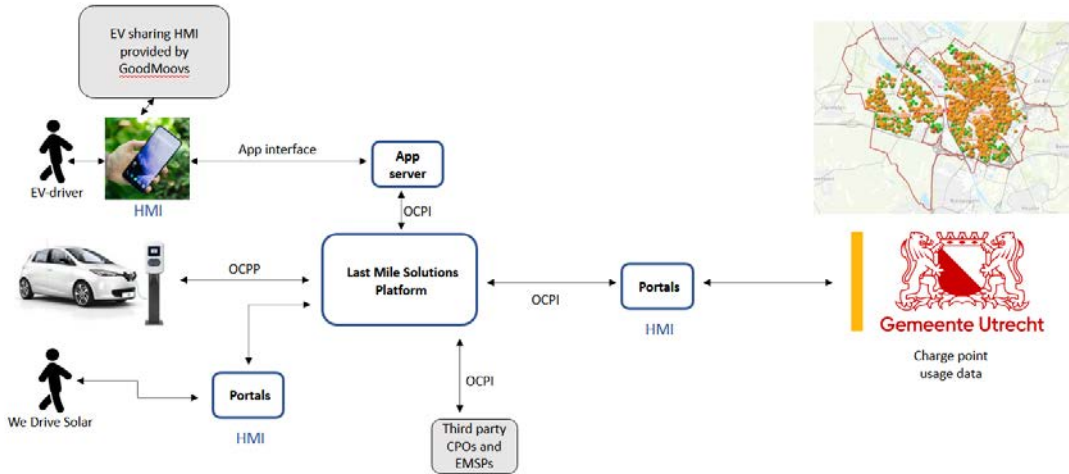 EV sharing HMI
provided by
GoodMoovs
App interface
App
server
EV-driver
HMI
OCPI
OCPP
Last Mile Solutions
Platform
OCPI
Portals
HMI
Gemeente Utrecht
Charge point
usage data
OCPI
Portals
We Drive Solar
HMI
Third party
CPOs and
EMSPs